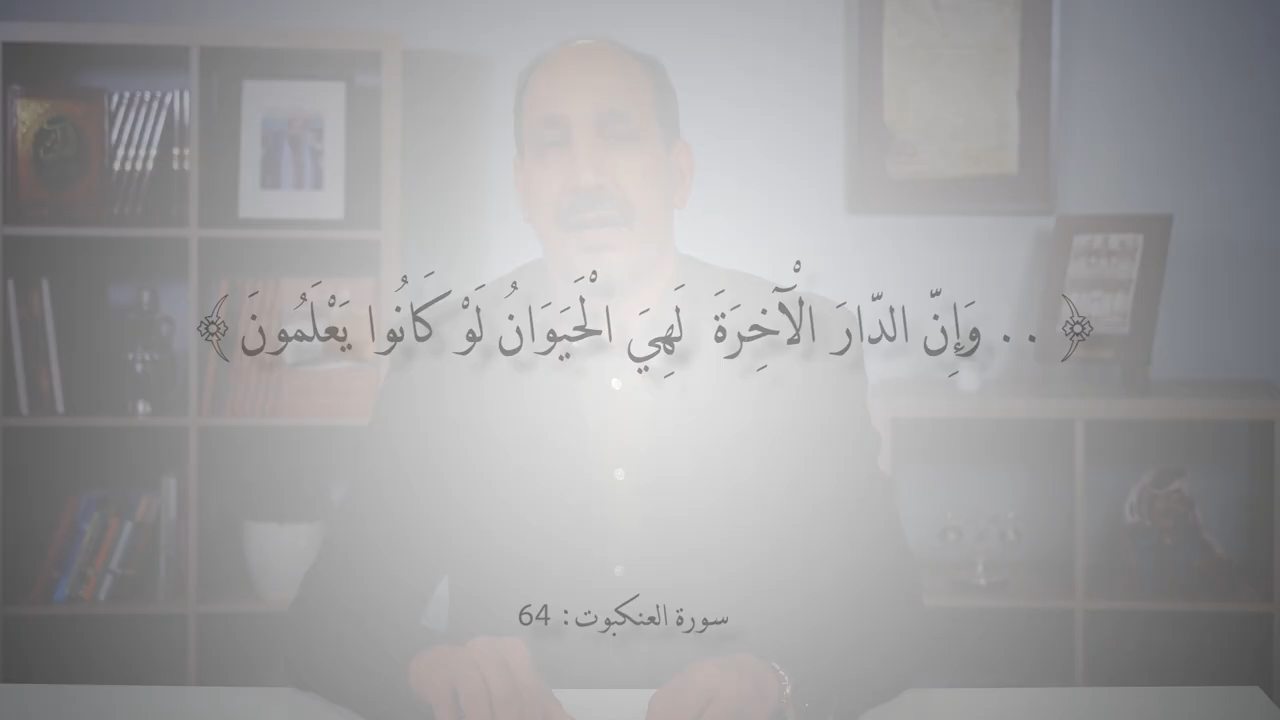 ﴿ . . وَإِنّ الدّارَ الْآخِرَةَ لَهِيَ الْحَيَوَانُ لَوْ كَانُوا يَعْلَمُونَ ﴾
سورة العنكبوت: 64